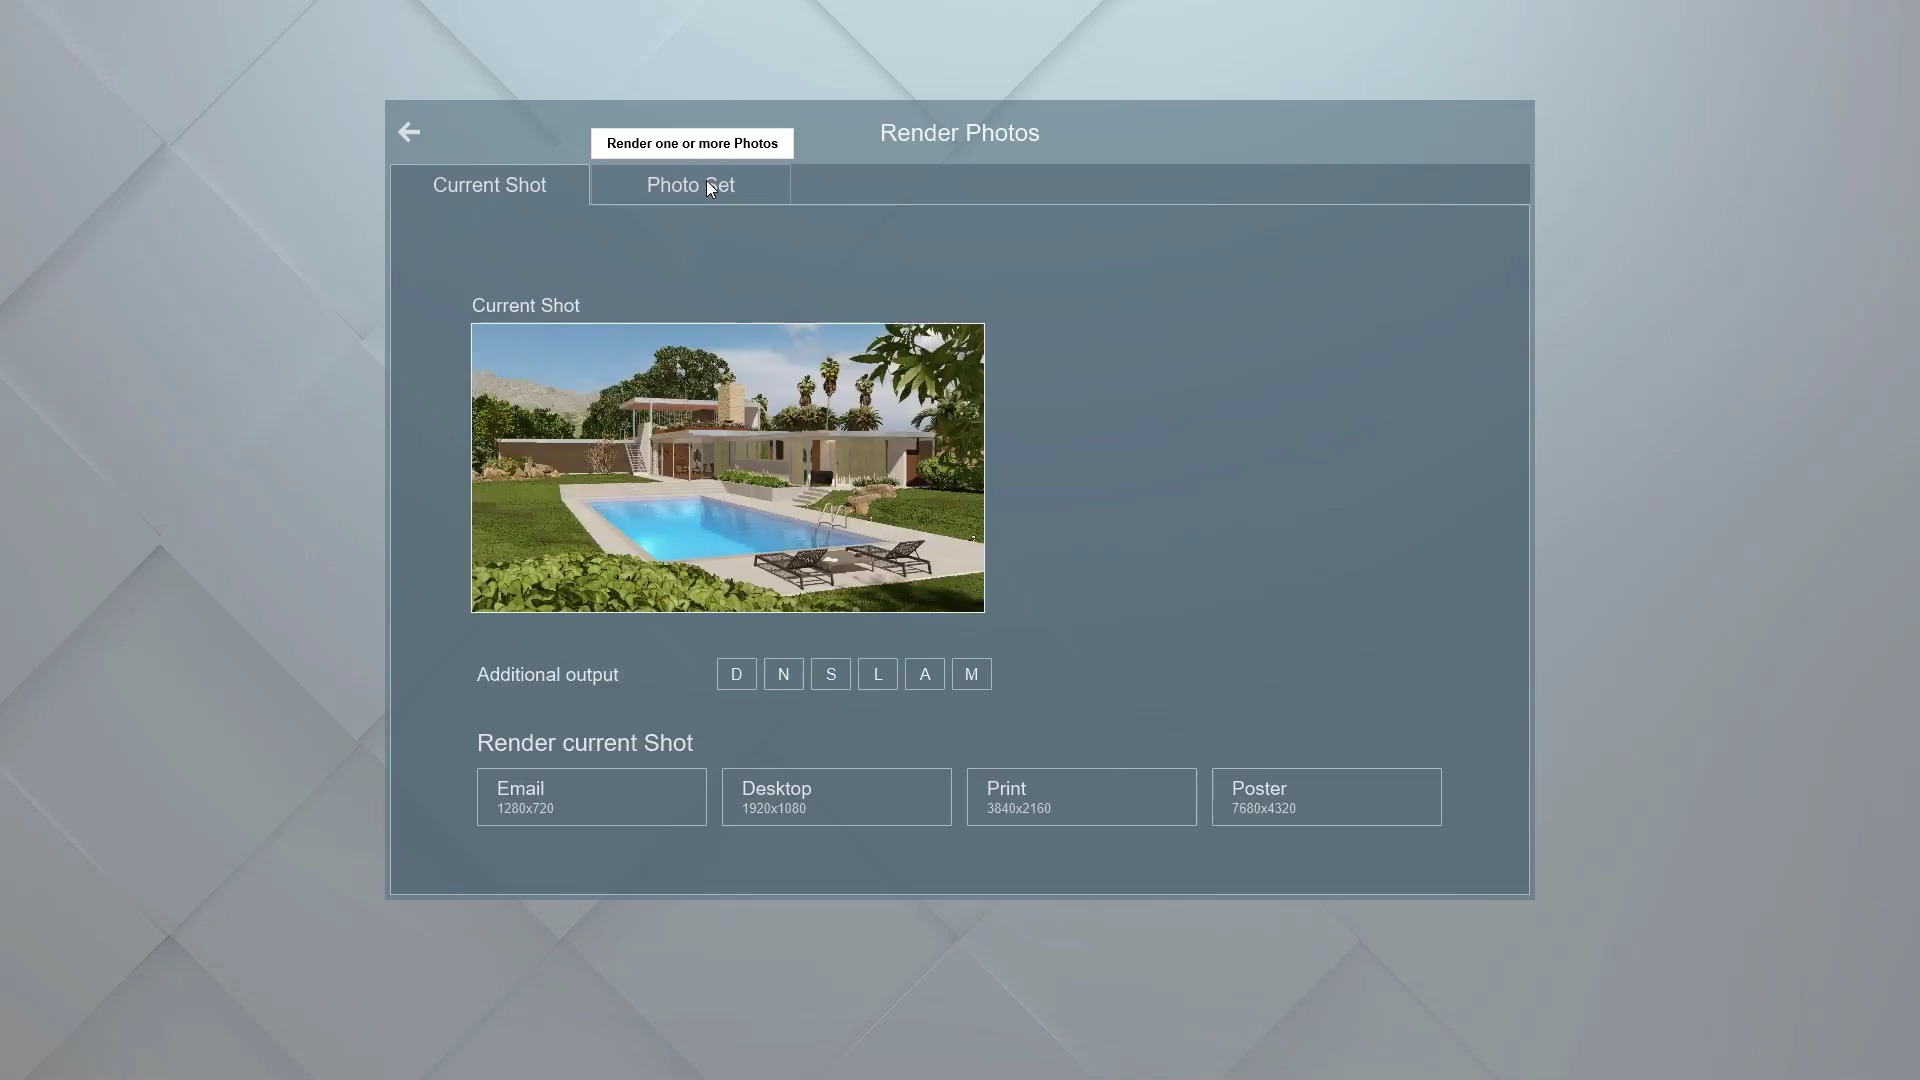 Render Photos
Render one or more Photos
Current Shot
Photo Set
Current Shot
Additional output
D
N
S
L
A
M
Render current Shot
Email
1280x720
Desktop
1920x1080
Print
3840x2160
Poster
7680x4320